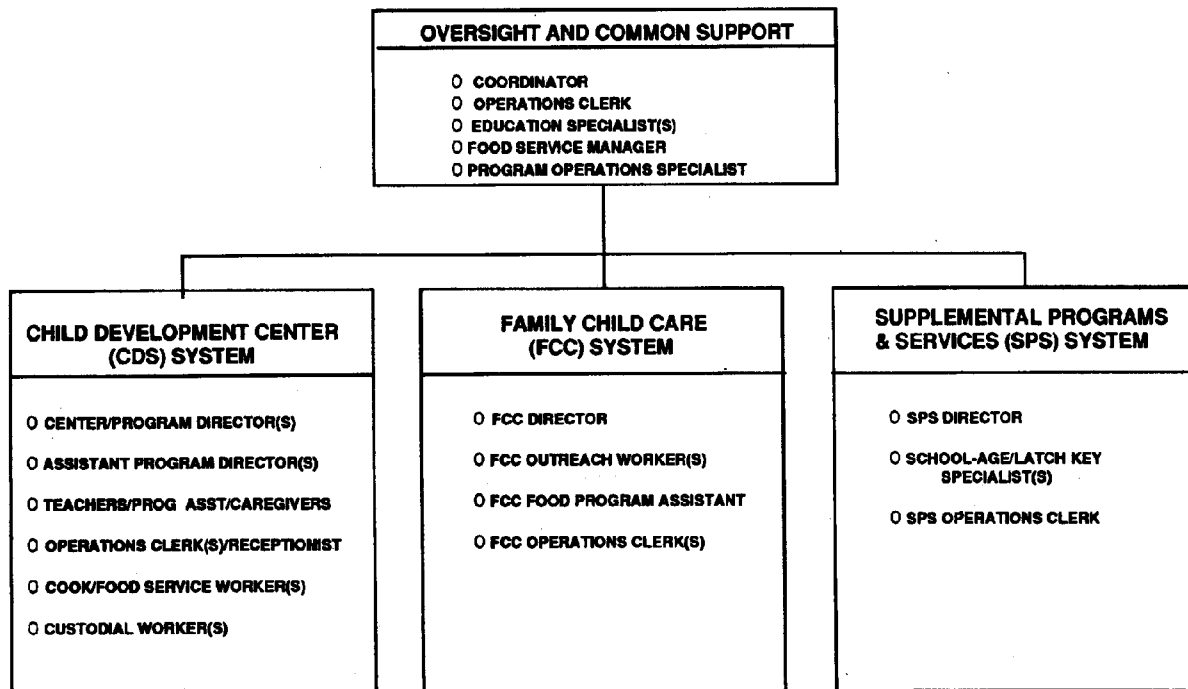 OVERSIGHT AND COMMON SUPPORT
O COORDINATOR
O OPERATIONS CLERK
O EDUCATION SPECIALIST(S)
O FOOD SERVICE MANAGER
O PROGRAM OPERATIONS SPECIALIST
CHILD DEVELOPMENT CENTER
(CDS) SYSTEM
O CENTER/PROGRAM DIRECTOR(S)
O ASSISTANT PROGRAM DIRECTOR(S)
O TEACHERS/PROG ASST/CAREGIVERS
O OPERATIONS CLERK(S)/RECEPTIONIST
O COOK/FOOD SERVICE WORKER(S)
O CUSTODIAL WORKER(S)
FAMILY CHILD CARE
(FCC) SYSTEM
O FCC DIRECTOR
O FCC OUTREACH WORKER(S)
O FCC FOOD PROGRAM ASSISTANT
O FCC OPERATIONS CLERK(S)
SUPPLEMENTAL PROGRAMS
& SERVICES (SPS) SYSTEM
O SPS DIRECTOR
O SCHOOL-AGE/LATCH KEY
SPECIALIST(S)
O SPS OPERATIONS CLERK